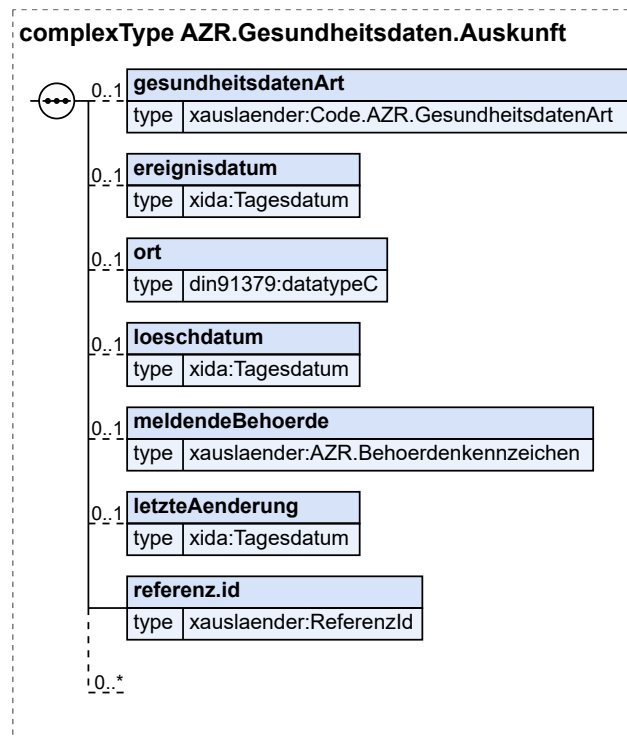 complexType AZR.Gesundheitsdaten.Auskunft
0..1 gesundheitsdatenArt
type xauslaender:Code.AZR.GesundheitsdatenArt
0..1 ereignisdatum
type xida:Tagesdatum
0..1 ort
type din91379:datatypeC
0..1 loeschdatum
type xida:Tagesdatum
0..1 meldendeBehoerde
type xauslaender:AZR.Behoerdenkennzeichen
0..1 letzteAenderung
type xida:Tagesdatum
referenz.id
type xauslaender:ReferenzId
0..*